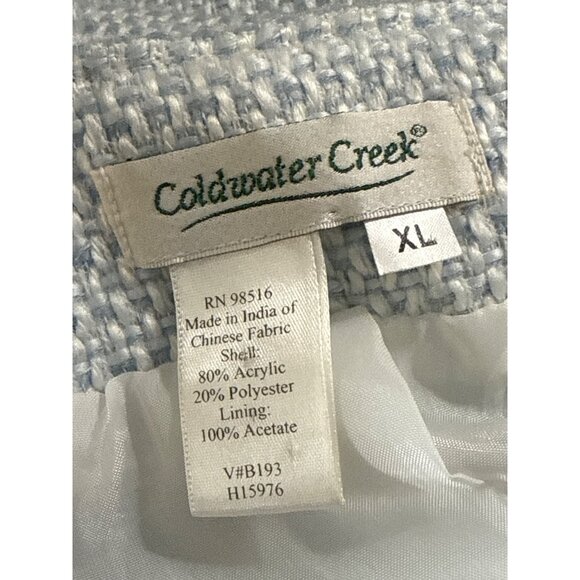 Coldwater Creek®
XL
RN 98516
Made in India of
Chinese Fabric
Shell:
80% Acrylic
20% Polyester
Lining:
100% Acetate
V#B193
H15976